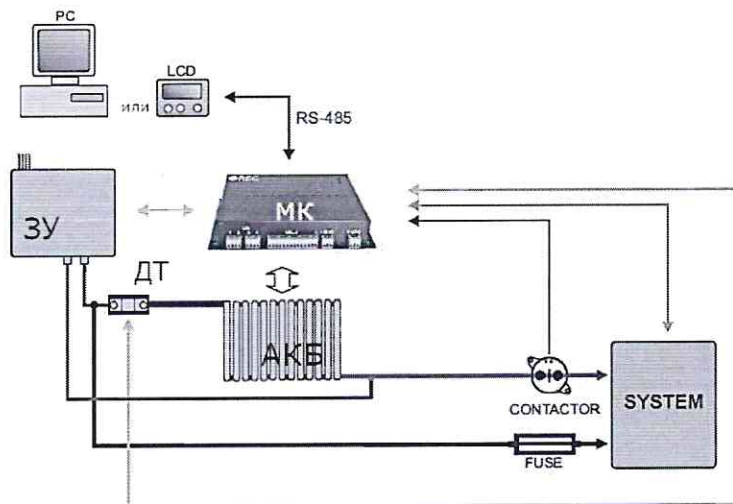 PC
LCD
или
RS-485
ЗУ
МК
ДТ
АКБ
CONTACTOR
SYSTEM
FUSE